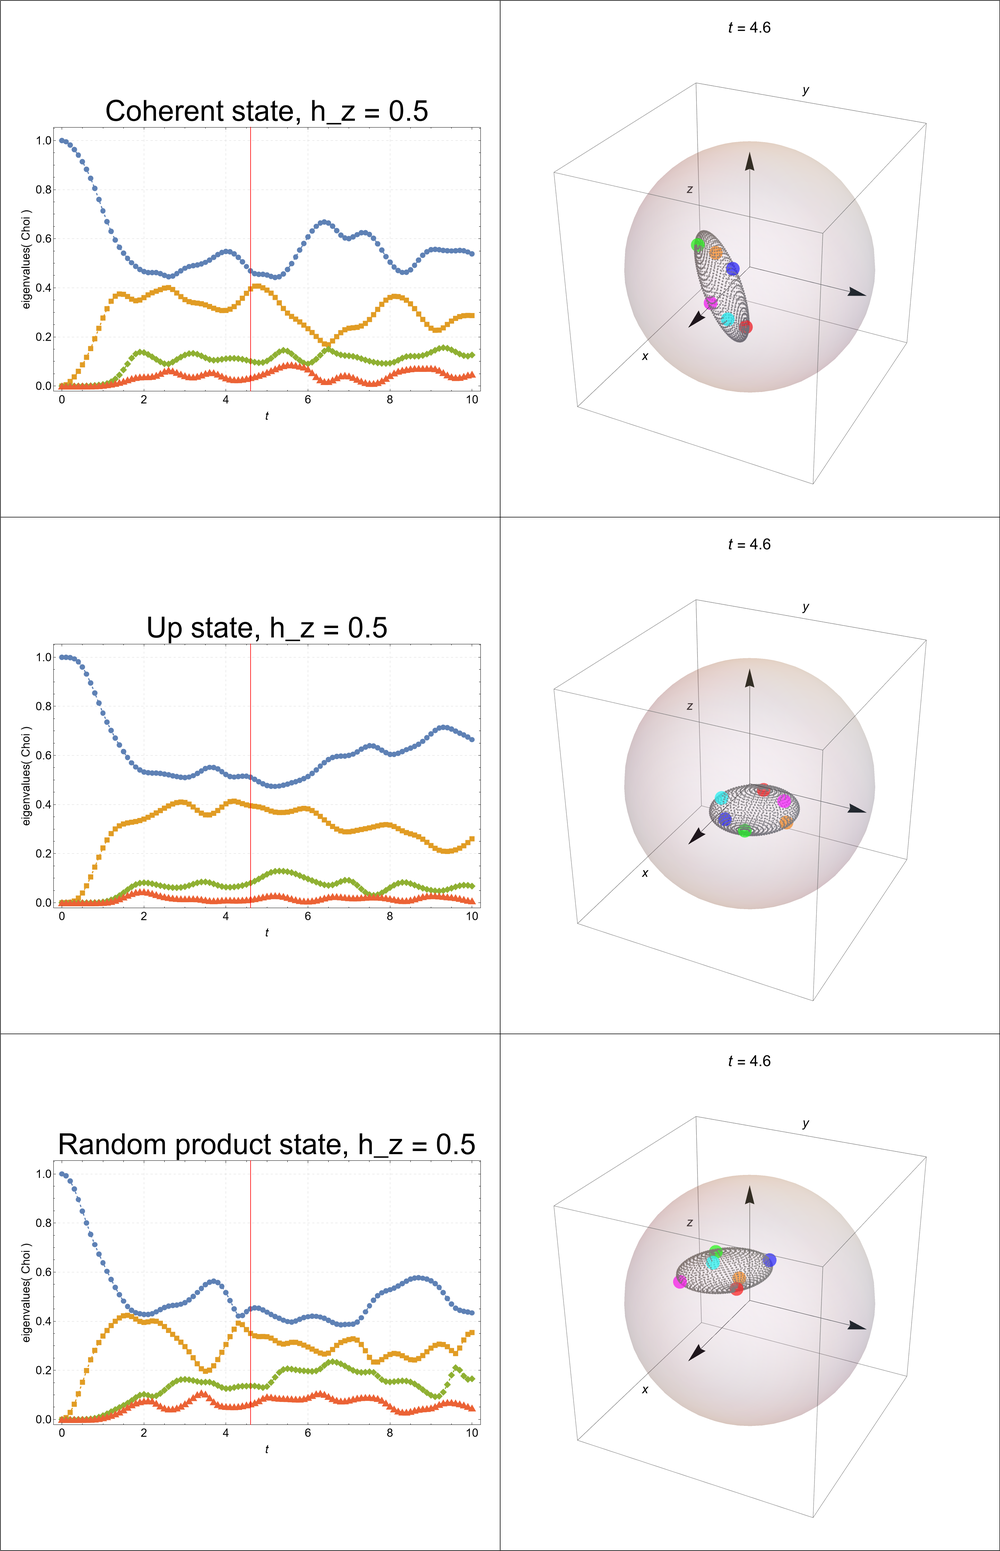 t = 4.6
Coherent state, h_z = 0.5
eigenvalues( Choi )
1.0
0.8
0.6
0.4
0.2
0.0
0 2 4 6 8 10
t
y
z
x
t = 4.6
Up state, h_z = 0.5
eigenvalues( Choi )
1.0
0.8
0.6
0.4
0.2
0.0
0 2 4 6 8 10
t
y
z
x
t = 4.6
Random product state, h_z = 0.5
eigenvalues( Choi )
1.0
0.8
0.6
0.4
0.2
0.0
0 2 4 6 8 10
t
y
z
x